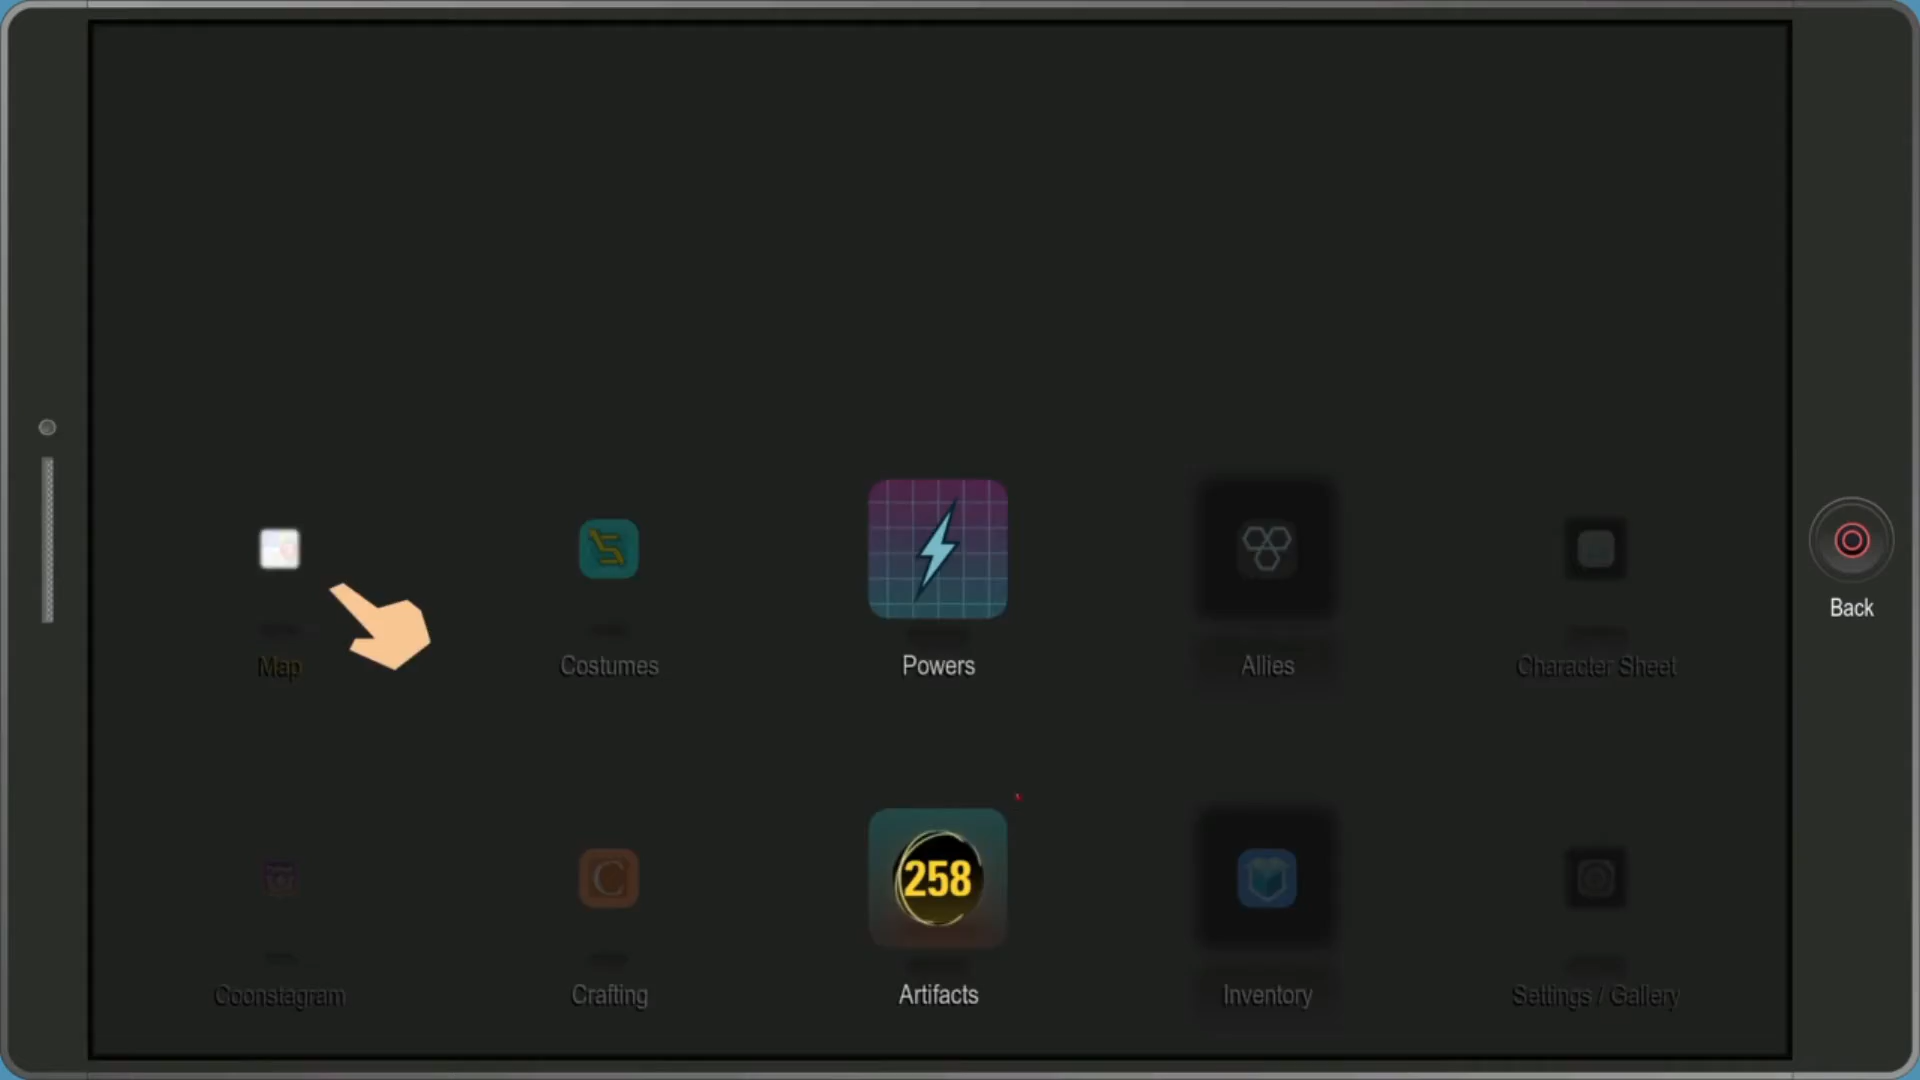 Map
Costumes
Powers
Allies
Character Sheet
Back
C
258
Coonstagram
Crafting
Artifacts
Inventory
Settings / Gallery